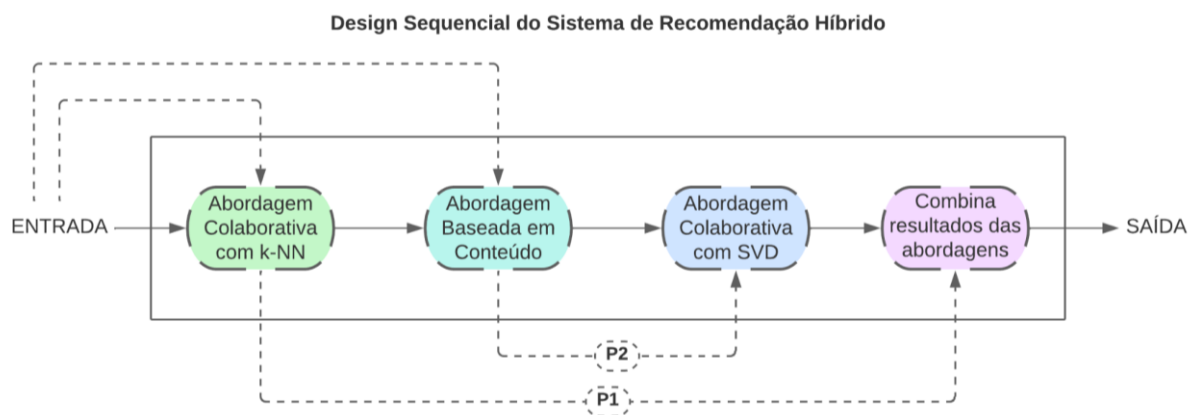 Design Sequencial do Sistema de Recomendação Híbrido
ENTRADA
Abordagem
Colaborativa
com k-NN
Abordagem
Baseada em
Conteúdo
Abordagem
Colaborativa
com SVD
Combina
resultados das
abordagens
SAÍDA
P2
P1